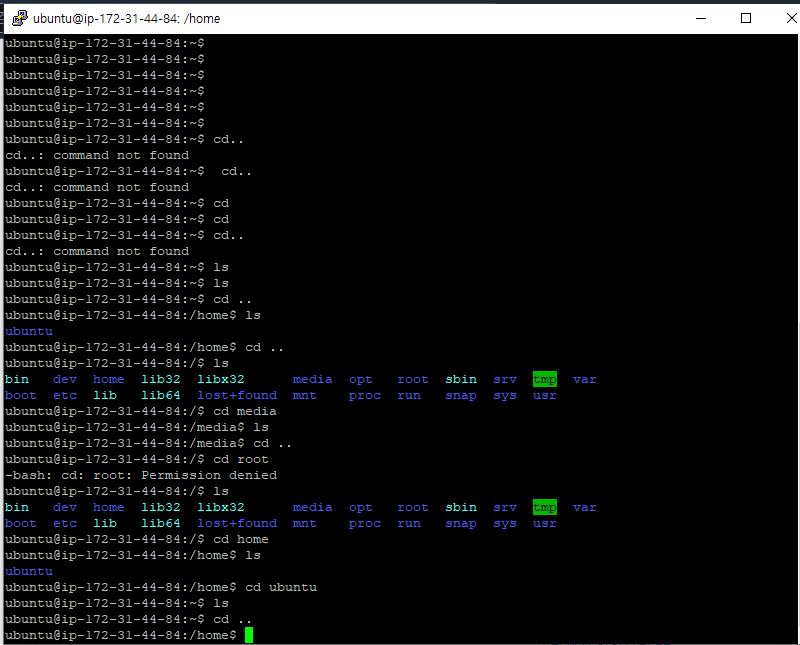 ubuntu@ip-172-31-44-84: /home
ubuntu@ip-172-31-44-84:~$
ubuntu@ip-172-31-44-84:~$
ubuntu@ip-172-31-44-84:~$
ubuntu@ip-172-31-44-84:~$
ubuntu@ip-172-31-44-84:~$
ubuntu@ip-172-31-44-84:~$
ubuntu@ip-172-31-44-84:~$ cd..
cd..: command not found
ubuntu@ip-172-31-44-84:~$  cd..
cd..: command not found
ubuntu@ip-172-31-44-84:~$ cd
ubuntu@ip-172-31-44-84:~$ cd
ubuntu@ip-172-31-44-84:~$ cd..
cd..: command not found
ubuntu@ip-172-31-44-84:~$ ls
ubuntu@ip-172-31-44-84:~$ ls
ubuntu@ip-172-31-44-84:~$ cd ..
ubuntu@ip-172-31-44-84:/home$ ls
ubuntu
ubuntu@ip-172-31-44-84:/home$ cd ..
ubuntu@ip-172-31-44-84:/$ ls
bin   dev  home  lib32  libx32      media  opt   root  sbin  srv  tmp  var
boot  etc  lib   lib64  lost+found  mnt    proc  run   snap  sys  usr
ubuntu@ip-172-31-44-84:/$ cd media
ubuntu@ip-172-31-44-84:/media$ ls
ubuntu@ip-172-31-44-84:/media$ cd ..
ubuntu@ip-172-31-44-84:/$ cd root
-bash: cd: root: Permission denied
ubuntu@ip-172-31-44-84:/$ ls
bin   dev  home  lib32  libx32      media  opt   root  sbin  srv  tmp  var
boot  etc  lib   lib64  lost+found  mnt    proc  run   snap  sys  usr
ubuntu@ip-172-31-44-84:/$ cd home
ubuntu@ip-172-31-44-84:/home$ ls
ubuntu
ubuntu@ip-172-31-44-84:/home$ cd ubuntu
ubuntu@ip-172-31-44-84:~$ ls
ubuntu@ip-172-31-44-84:~$ cd ..
ubuntu@ip-172-31-44-84:/home$